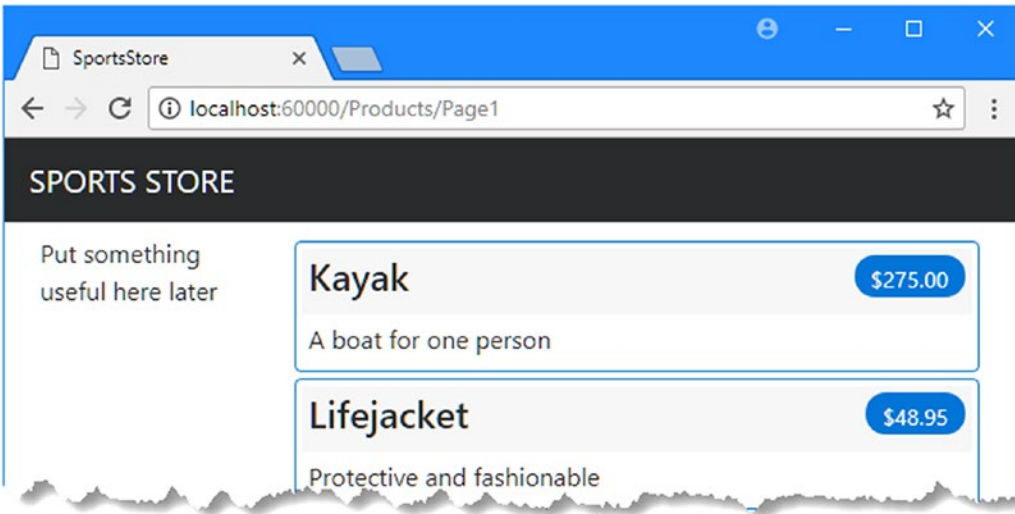 SportsStore
localhost:60000/Products/Page1
SPORTS STORE
Put something
useful here later
Kayak
$275.00
A boat for one person
Lifejacket
$48.95
Protective and fashionable